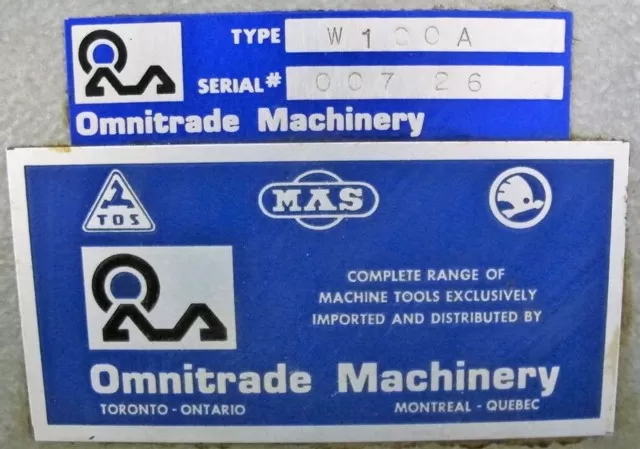 TYPE W100A
SERIAL# 007 26
Omnitrade Machinery
TOS MAS
COMPLETE RANGE OF
MACHINE TOOLS EXCLUSIVELY
IMPORTED AND DISTRIBUTED BY
Omnitrade Machinery
TORONTO - ONTARIO MONTREAL - QUEBEC